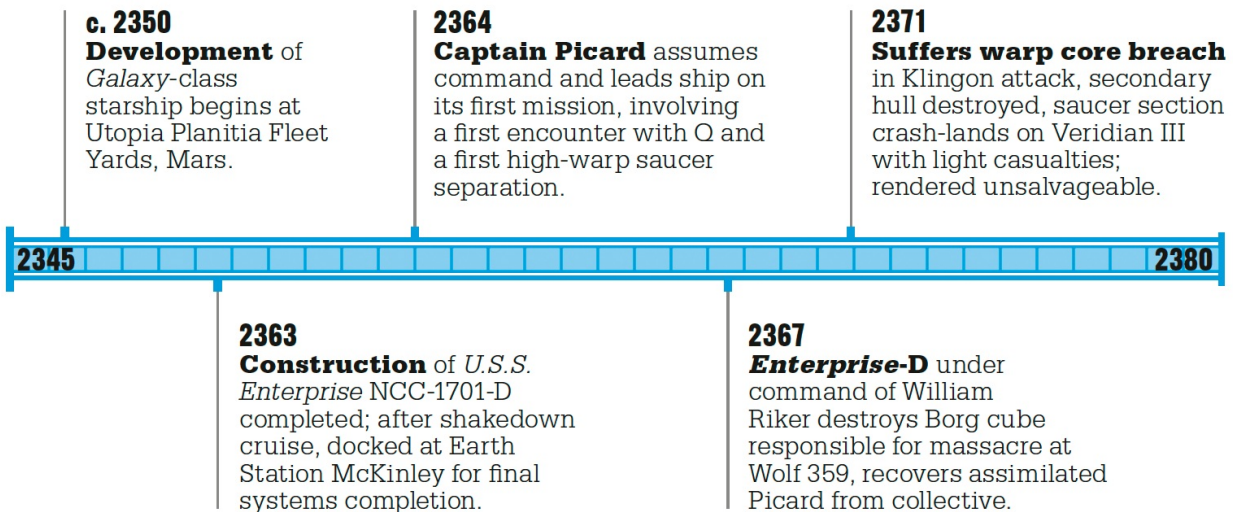 c. 2350
Development of
Galaxy-class
starship begins at
Utopia Planitia Fleet
Yards, Mars.
2364
Captain Picard assumes
command and leads ship on
its first mission, involving
a first encounter with Q and
a first high-warp saucer
separation.
2371
Suffers warp core breach
in Klingon attack, secondary
hull destroyed, saucer section
crash-lands on Veridian III
with light casualties;
rendered unsalvageable.
2345
2380
2363
Construction of U.S.S.
Enterprise NCC-1701-D
completed; after shakedown
cruise, docked at Earth
Station McKinley for final
systems completion.
2367
Enterprise-D under
command of William
Riker destroys Borg cube
responsible for massacre at
Wolf 359, recovers assimilated
Picard from collective.